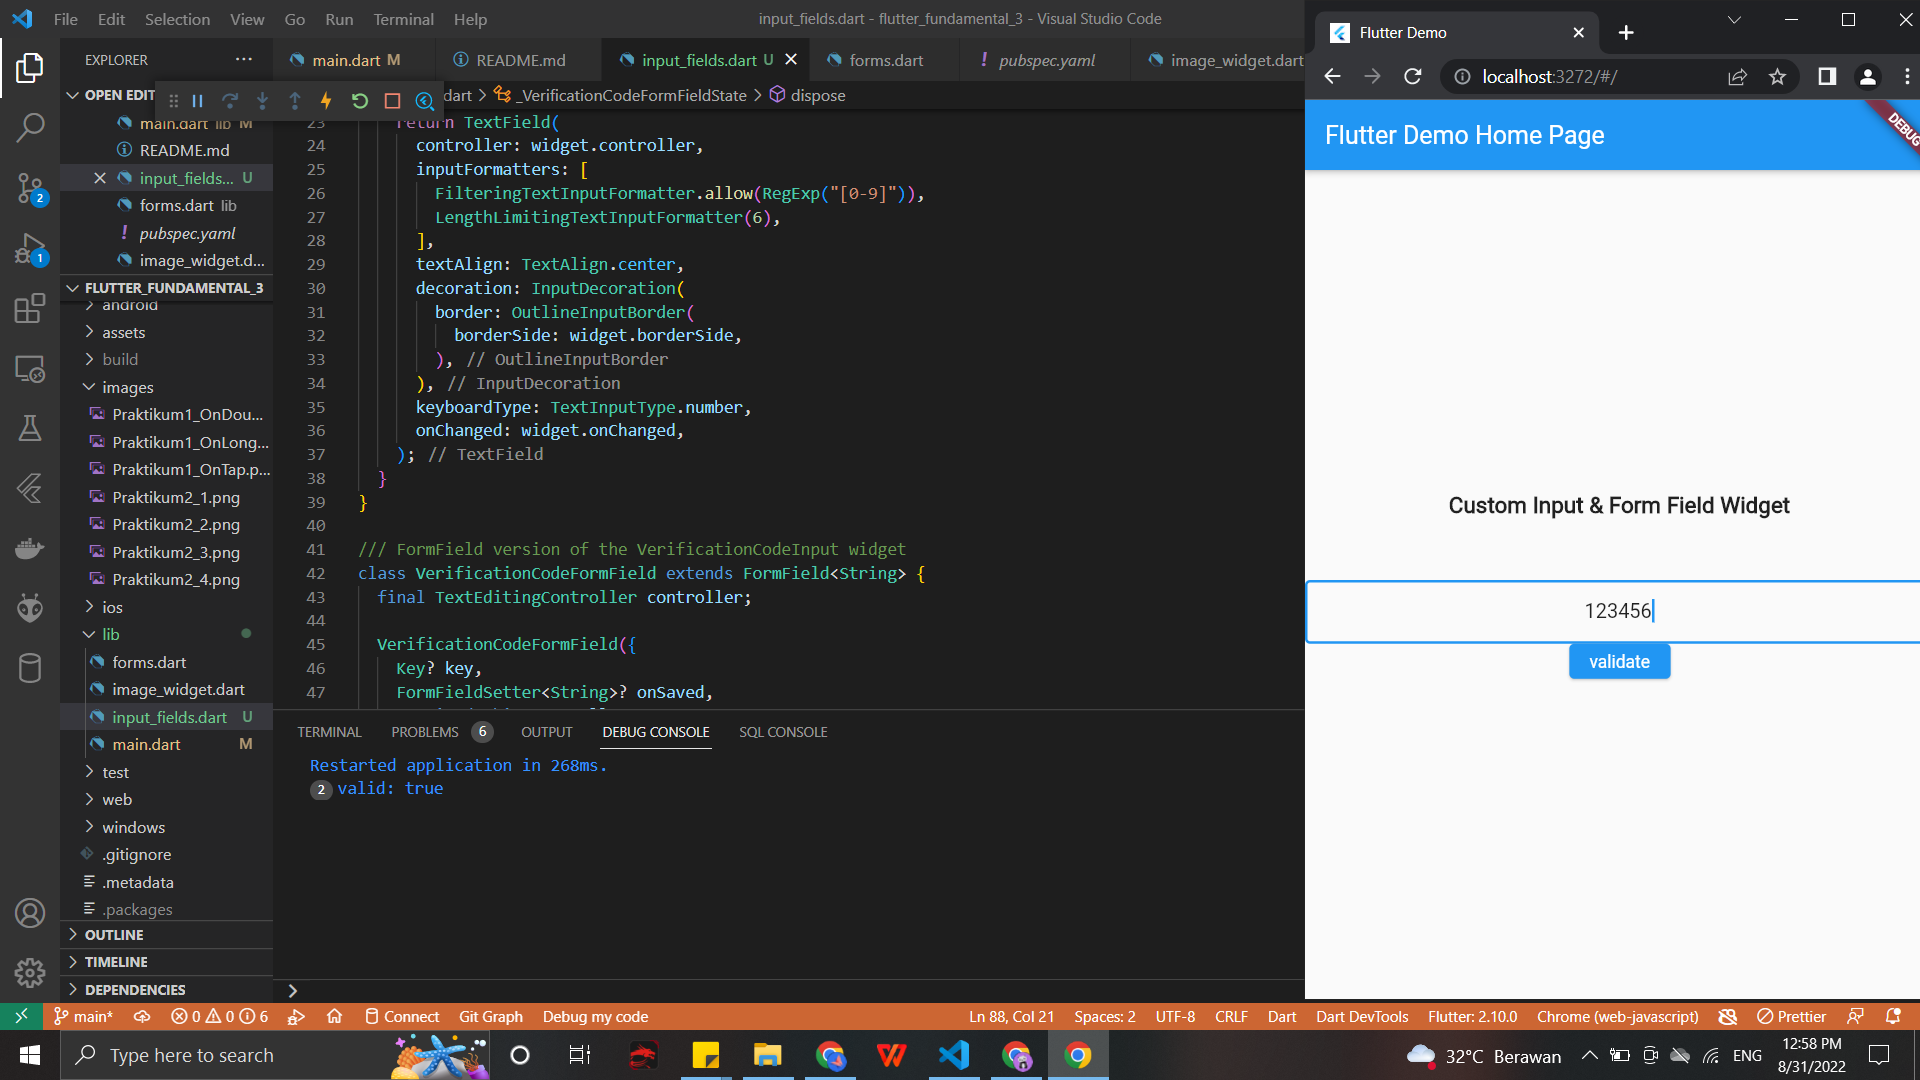 File Edit Selection View Go Run Terminal Help
input_fields.dart - flutter_fundamental_3 - Visual Studio Code
EXPLORER
main.dart M
README.md
input_fields.dart U
forms.dart
! pubspec.yaml
image_widget.dart
OPEN EDIT
dart > _VerificationCodeFormFieldState > dispose
main.dart lib M
README.md
input_fields... U
forms.dart lib
! pubspec.yaml
image_widget.d...
FLUTTER_FUNDAMENTAL_3
android
assets
build
images
Praktikum1_OnDou...
Praktikum1_OnLong...
Praktikum1_OnTap.p...
Praktikum2_1.png
Praktikum2_2.png
Praktikum2_3.png
Praktikum2_4.png
ios
lib
forms.dart
image_widget.dart
input_fields.dart U
main.dart M
test
web
windows
.gitignore
.metadata
.packages
OUTLINE
TIMELINE
DEPENDENCIES
2
1
23 return TextField(
24 controller: widget.controller,
25 inputFormatters: [
26 FilteringTextInputFormatter.allow(RegExp("[0-9]")),
27 LengthLimitingTextInputFormatter(6),
28 ],
29 textAlign: TextAlign.center,
30 decoration: InputDecoration(
31 border: OutlineInputBorder(
32 borderSide: widget.borderSide,
33 ), // OutlineInputBorder
34 ), // InputDecoration
35 keyboardType: TextInputType.number,
36 onChanged: widget.onChanged,
37 ); // TextField
38 }
39 }
40
41 /// FormField version of the VerificationCodeInput widget
42 class VerificationCodeFormField extends FormField<String> {
43 final TextEditingController controller;
44
45 VerificationCodeFormField({
46 Key? key,
47 FormFieldSetter<String>? onSaved,
TERMINAL PROBLEMS 6 OUTPUT DEBUG CONSOLE SQL CONSOLE
Restarted application in 268ms.
2 valid: true
Flutter Demo
localhost:3272/#/
Flutter Demo Home Page
DEBUG
Custom Input & Form Field Widget
123456
validate
main* 0 0 6 Connect Git Graph Debug my code
Ln 88, Col 21 Spaces: 2 UTF-8 CRLF Dart Dart DevTools Flutter: 2.10.0 Chrome (web-javascript) Prettier
Type here to search
32°C Berawan
ENG
12:58 PM
8/31/2022